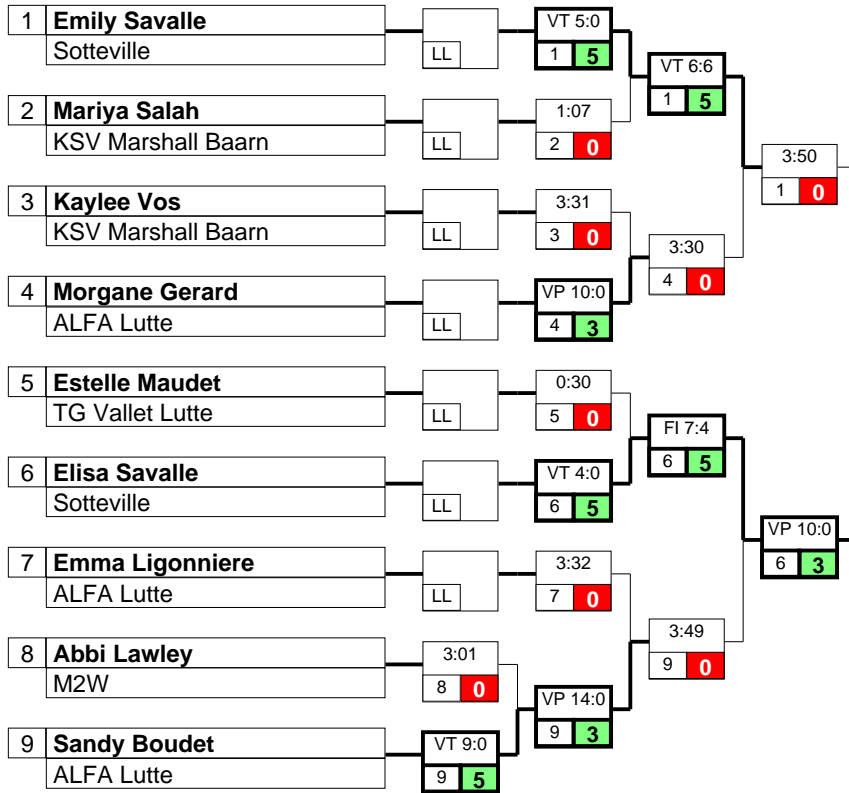 1 Emily Savalle
Sotteville
LL
VT 5:0
1 5
VT 6:6
1 5
2 Mariya Salah
KSV Marshall Baarn
LL
1:07
2 0
3:50
1 0
3 Kaylee Vos
KSV Marshall Baarn
LL
3:31
3 0
3:30
4 0
4 Morgane Gerard
ALFA Lutte
LL
VP 10:0
4 3
5 Estelle Maudet
TG Vallet Lutte
LL
0:30
5 0
FI 7:4
6 5
6 Elisa Savalle
Sotteville
LL
VT 4:0
6 5
VP 10:0
6 3
7 Emma Ligonniere
ALFA Lutte
LL
3:32
7 0
3:49
9 0
8 Abbi Lawley
M2W
3:01
8 0
VP 14:0
9 3
9 Sandy Boudet
ALFA Lutte
VT 9:0
9 5